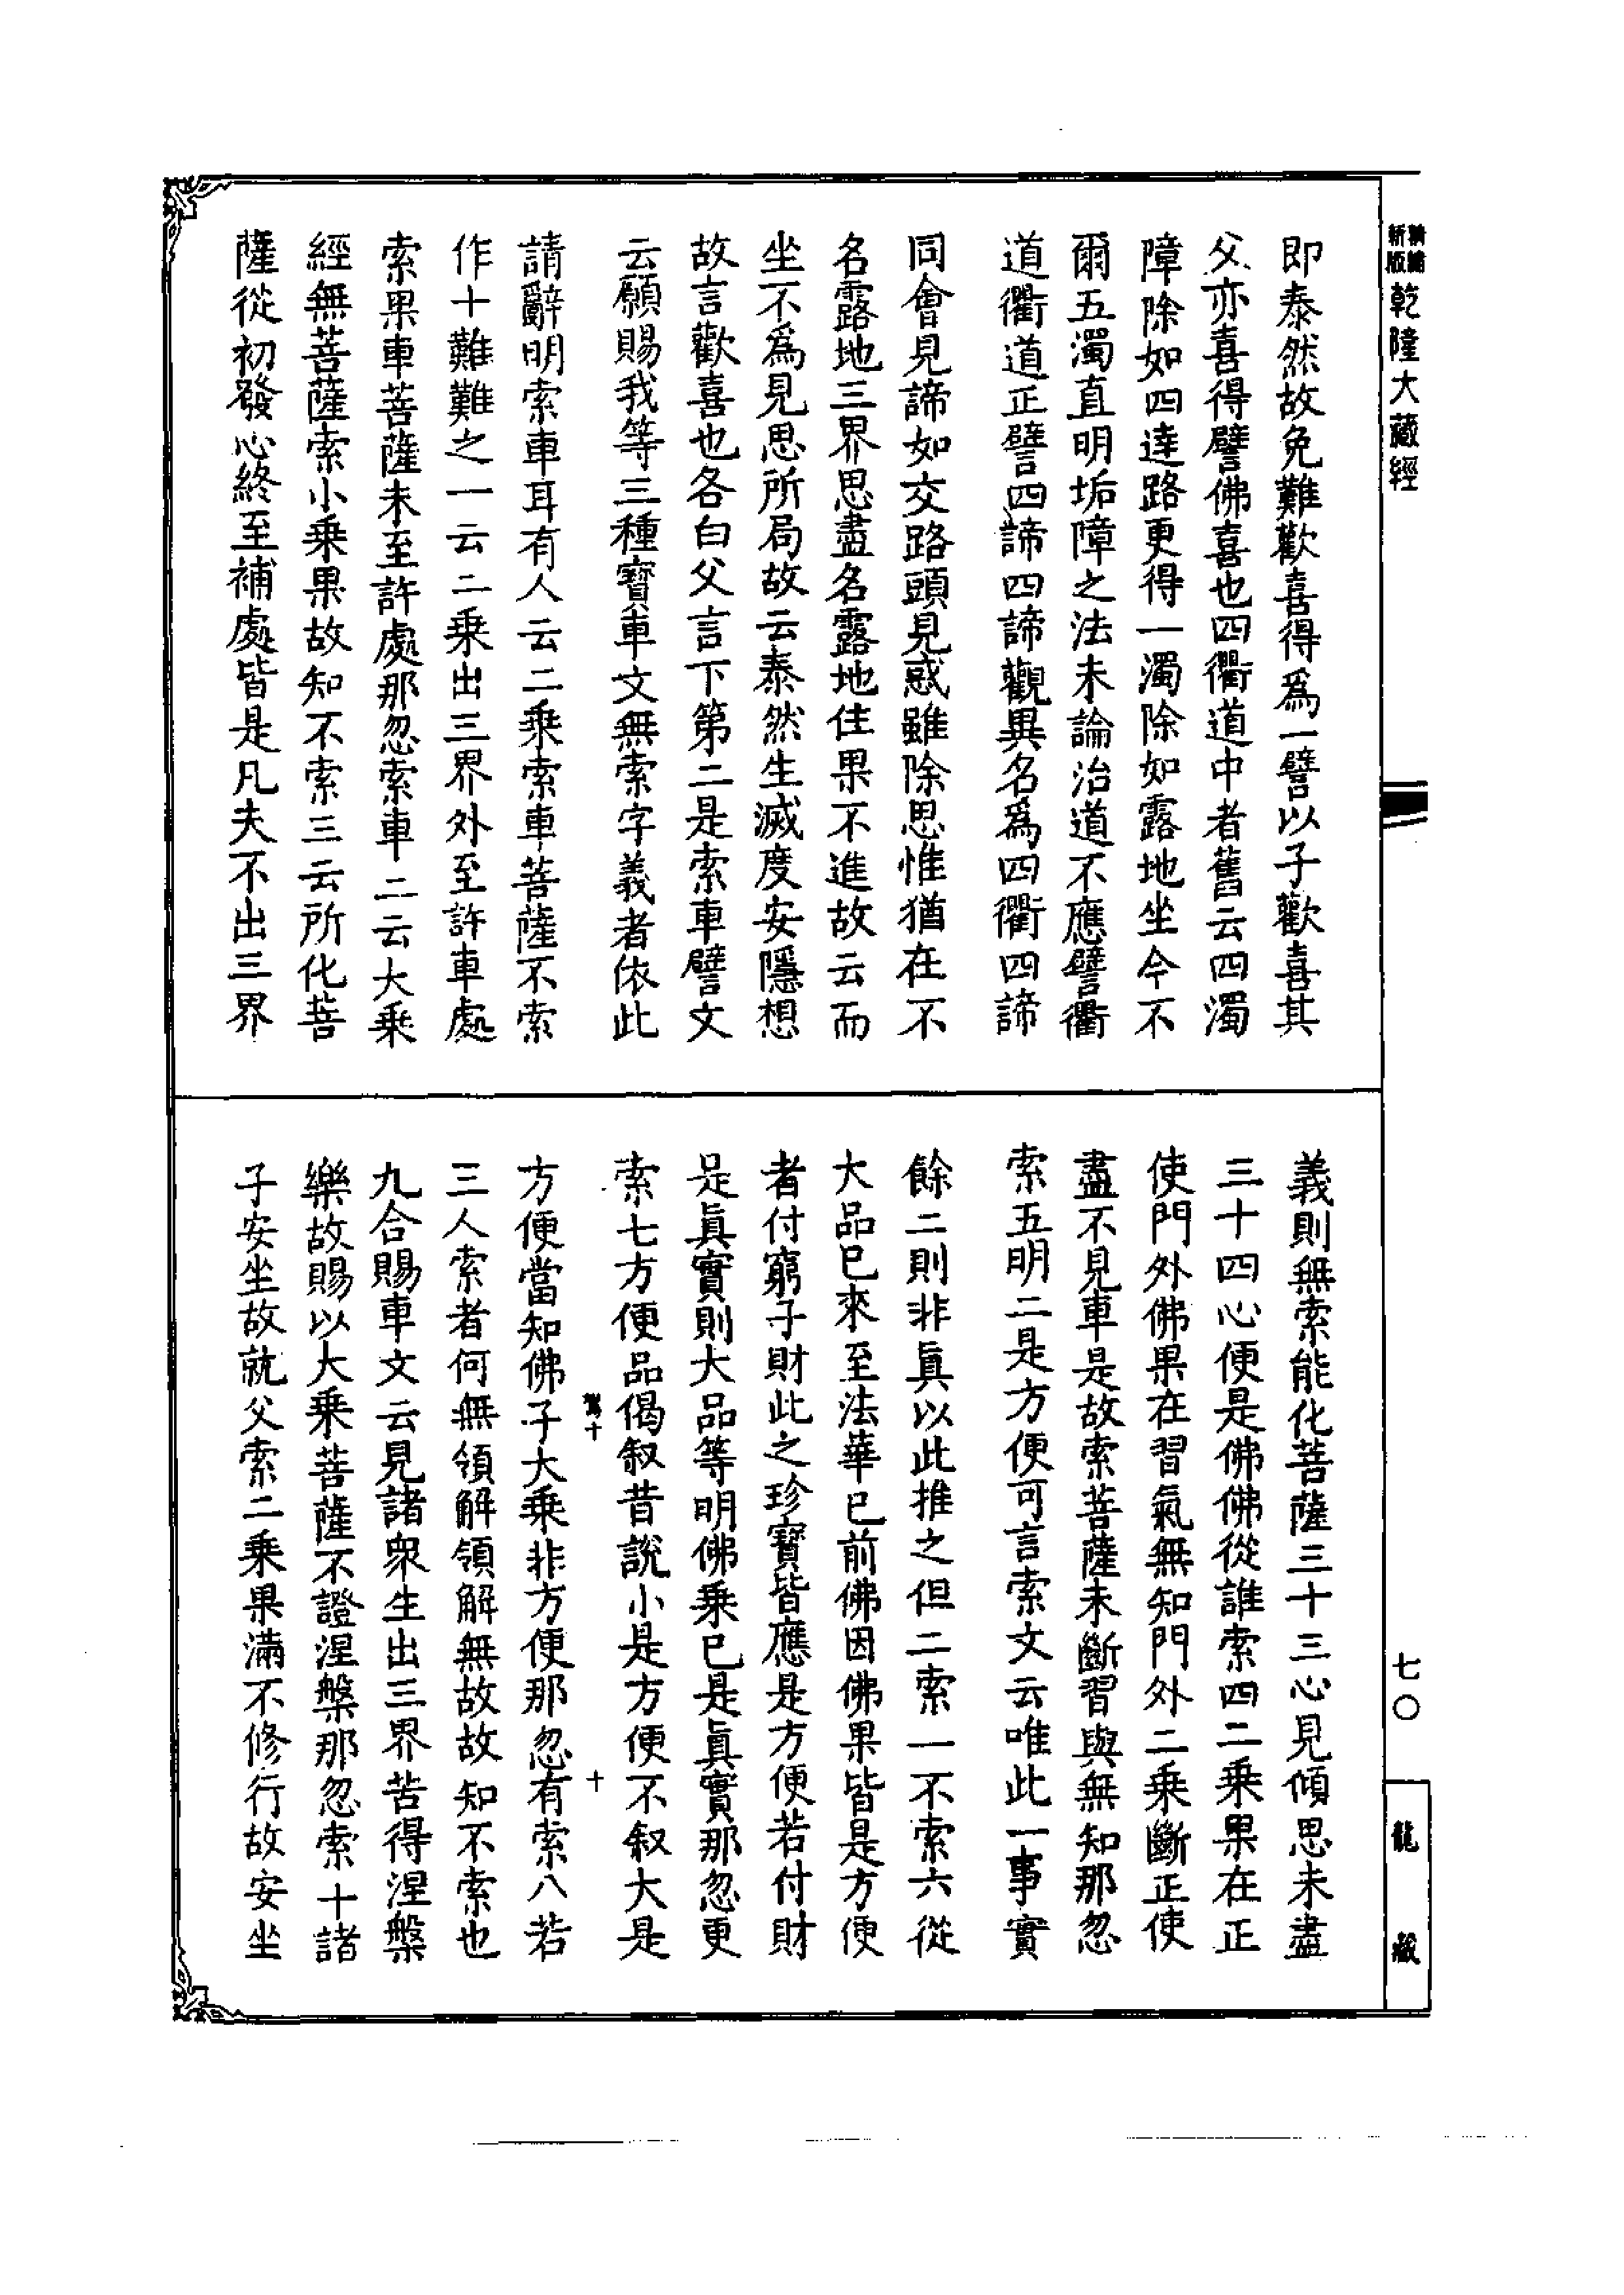 新版
乾隆大藏經
即泰然故免難歡喜得爲一譬以子歡喜其
父亦喜得譬佛喜也四衢道中者舊云四濁
障除如四達路更得一濁除如露地坐今不
爾五濁直明垢障之法未論治道不應譬衢
道衢道正譬四諦四諦觀異名爲四衢四諦
同會見諦如交路頭見惑雖除思惟猶在不
名露地三界思盡名露地住果不進故云而
坐不爲見思所局故云泰然生滅度安隱想
故言歡喜也各白父言下第二是索車譬文
云願賜我等三種寶車文無索字義者依此
請辭明索車耳有人云二乘索車菩薩不索
作十難難之一云二乘出三界外至許車處
索果車菩薩未至許處那忽索車二云大乘
經無菩薩索小乘果故知不索三云所化菩
薩從初發心終至補處皆是凡夫不出三界
義則無索能化菩薩三十三心見傾思未盡
三十四心便是佛佛從誰索四二乘果在正
使門外佛果在習氣無知門外二乘斷正使
盡不見車是故索菩薩未斷習與無知那忽
索五明二是方便可言索文云唯此一事實
餘二則非眞以此推之但二索一不索六從
大品已來至法華已前佛因佛果皆是方便
者付窮子財此之珍寶皆應是方便若付財
是眞實則大品等明佛乘已是眞實那忽更
索七方便品偈叙昔說小是方便不叙大是
方便當知佛子大乘非方便那忽有索八若
三人索者何無領解領解無故故知不索也
九合賜車文云見諸衆生出三界苦得涅槃
樂故賜以大乘菩薩不證涅槃那忽索十諸
子安坐故就父索二乘果滿不修行故安坐
十
十
七〇
龍藏